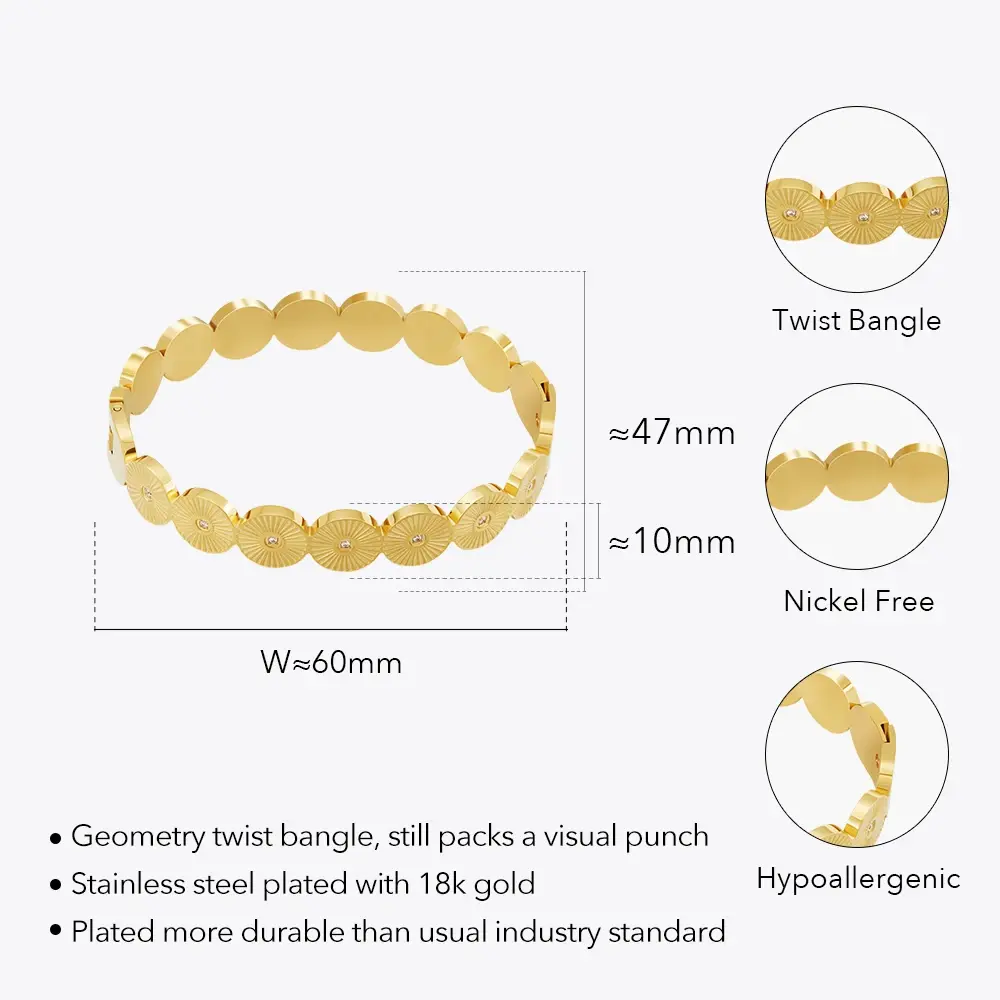 Twist Bangle
≈47mm
≈10mm
Nickel Free
W≈60mm
• Geometry twist bangle, still packs a visual punch
• Stainless steel plated with 18k gold
• Plated more durable than usual industry standard
Hypoallergenic